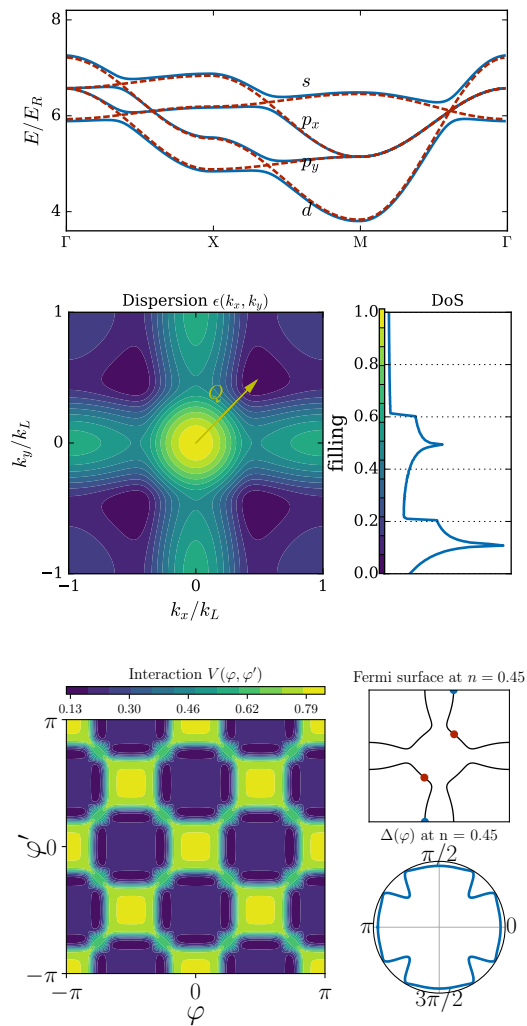 8
6
4
E/E_R
s
p_x
p_y
d
Γ X M Γ
Dispersion ϵ(k_x, k_y)
DoS
1
0
−1
k_y/k_L
Q
−1 0 1
k_x/k_L
filling
1.0
0.8
0.6
0.4
0.2
0.0
Interaction V(φ, φ′)
0.13 0.30 0.46 0.62 0.79
π
0
−π
φ′
−π 0 π
φ
Fermi surface at n = 0.45
Δ(φ) at n = 0.45
π/2
π
0
3π/2